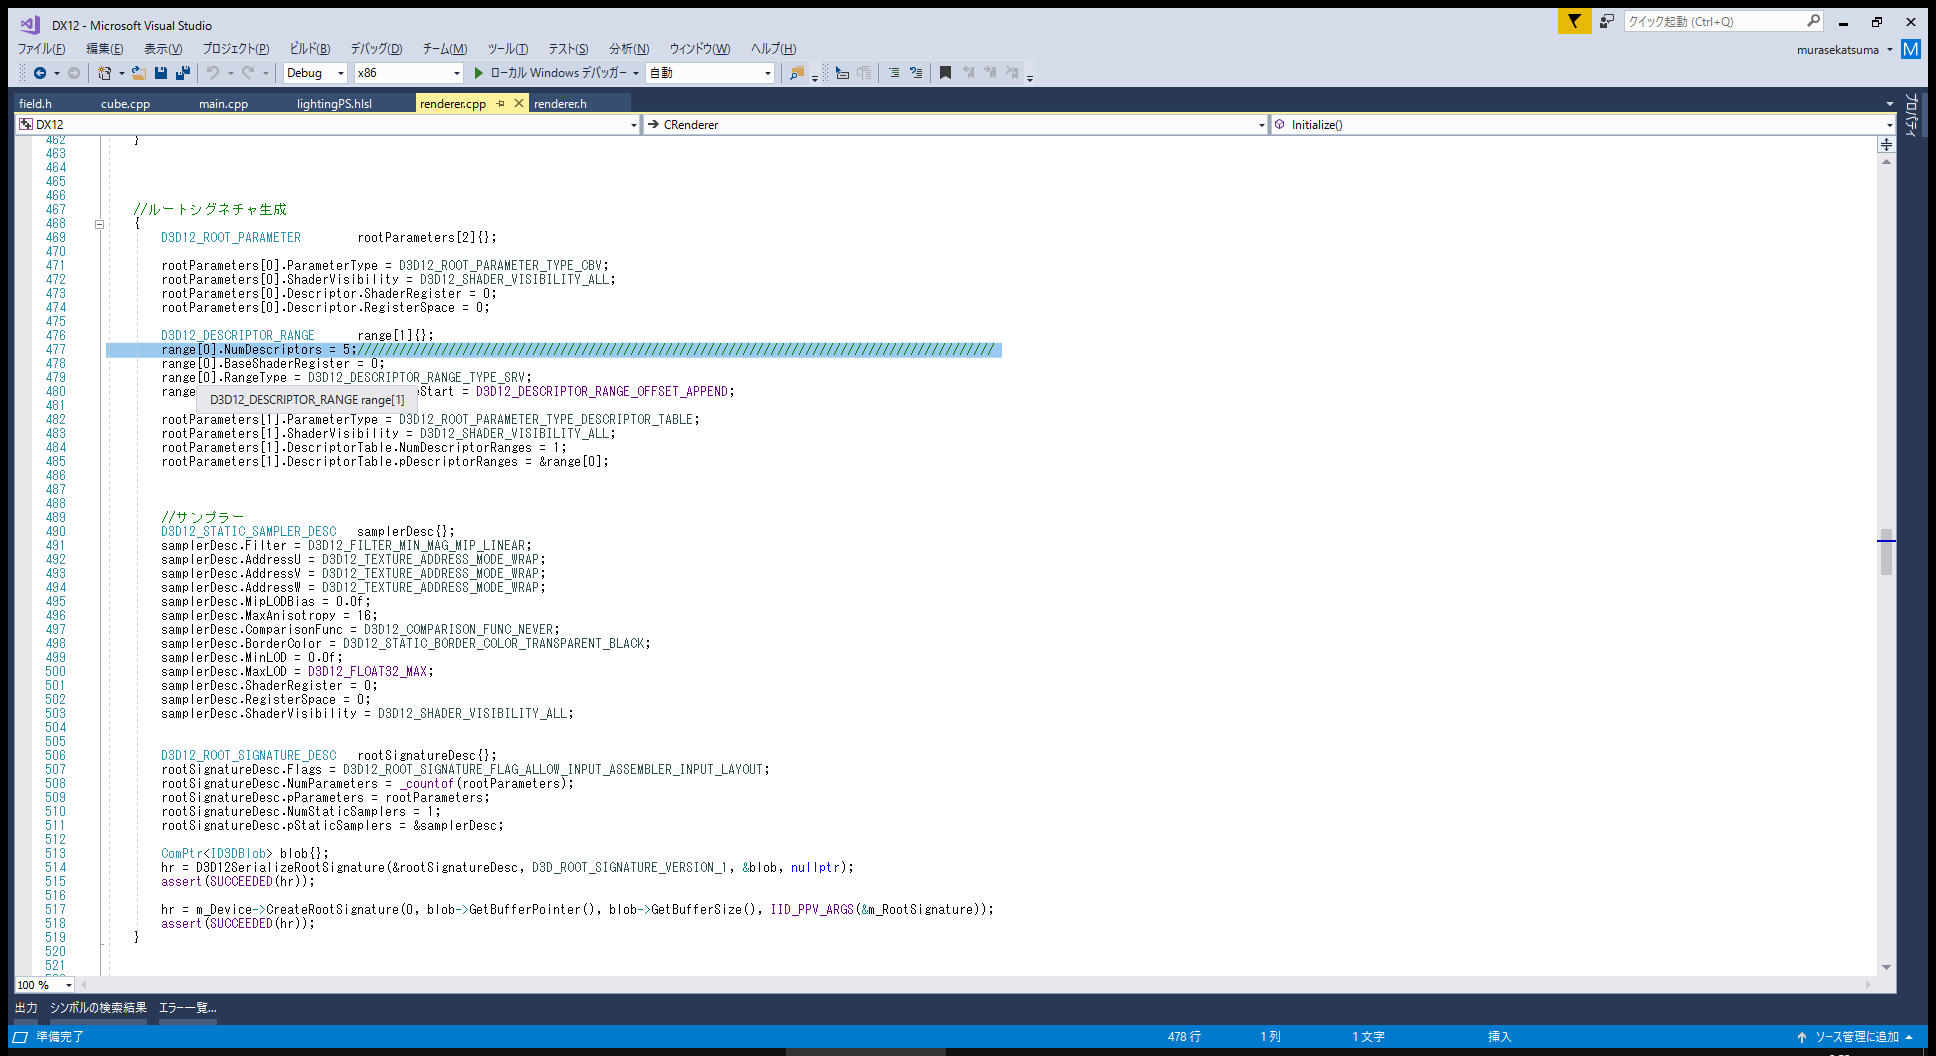 DX12 - Microsoft Visual Studio
クイック起動 (Ctrl+Q)
ファイル(F) 編集(E) 表示(V) プロジェクト(P) ビルド(B) デバッグ(D) チーム(M) ツール(T) テスト(S) 分析(N) ウィンドウ(W) ヘルプ(H)
murasekatsuma M
Debug x86 ローカル Windows デバッガー 自動
field.h cube.cpp main.cpp lightingPS.hlsl renderer.cpp renderer.h
プロパティ
DX12 CRenderer Initialize()
462 }
463
464
465
466
467 //ルートシグネチャ生成
468 {
469 D3D12_ROOT_PARAMETER rootParameters[2]{};
470
471 rootParameters[0].ParameterType = D3D12_ROOT_PARAMETER_TYPE_CBV;
472 rootParameters[0].ShaderVisibility = D3D12_SHADER_VISIBILITY_ALL;
473 rootParameters[0].Descriptor.ShaderRegister = 0;
474 rootParameters[0].Descriptor.RegisterSpace = 0;
475
476 D3D12_DESCRIPTOR_RANGE range[1]{};
477 range[0].NumDescriptors = 5;///////////////////////////////////////////////////////////////////////////////////////////
478 range[0].BaseShaderRegister = 0;
479 range[0].RangeType = D3D12_DESCRIPTOR_RANGE_TYPE_SRV;
480 rang eStart = D3D12_DESCRIPTOR_RANGE_OFFSET_APPEND;
481 D3D12_DESCRIPTOR_RANGE range[1]
482 rootParameters[1].ParameterType = D3D12_ROOT_PARAMETER_TYPE_DESCRIPTOR_TABLE;
483 rootParameters[1].ShaderVisibility = D3D12_SHADER_VISIBILITY_ALL;
484 rootParameters[1].DescriptorTable.NumDescriptorRanges = 1;
485 rootParameters[1].DescriptorTable.pDescriptorRanges = &range[0];
486
487
488
489 //サンプラー
490 D3D12_STATIC_SAMPLER_DESC samplerDesc{};
491 samplerDesc.Filter = D3D12_FILTER_MIN_MAG_MIP_LINEAR;
492 samplerDesc.AddressU = D3D12_TEXTURE_ADDRESS_MODE_WRAP;
493 samplerDesc.AddressV = D3D12_TEXTURE_ADDRESS_MODE_WRAP;
494 samplerDesc.AddressW = D3D12_TEXTURE_ADDRESS_MODE_WRAP;
495 samplerDesc.MipLODBias = 0.0f;
496 samplerDesc.MaxAnisotropy = 16;
497 samplerDesc.ComparisonFunc = D3D12_COMPARISON_FUNC_NEVER;
498 samplerDesc.BorderColor = D3D12_STATIC_BORDER_COLOR_TRANSPARENT_BLACK;
499 samplerDesc.MinLOD = 0.0f;
500 samplerDesc.MaxLOD = D3D12_FLOAT32_MAX;
501 samplerDesc.ShaderRegister = 0;
502 samplerDesc.RegisterSpace = 0;
503 samplerDesc.ShaderVisibility = D3D12_SHADER_VISIBILITY_ALL;
504
505
506 D3D12_ROOT_SIGNATURE_DESC rootSignatureDesc{};
507 rootSignatureDesc.Flags = D3D12_ROOT_SIGNATURE_FLAG_ALLOW_INPUT_ASSEMBLER_INPUT_LAYOUT;
508 rootSignatureDesc.NumParameters = _countof(rootParameters);
509 rootSignatureDesc.pParameters = rootParameters;
510 rootSignatureDesc.NumStaticSamplers = 1;
511 rootSignatureDesc.pStaticSamplers = &samplerDesc;
512
513 ComPtr<ID3DBlob> blob{};
514 hr = D3D12SerializeRootSignature(&rootSignatureDesc, D3D_ROOT_SIGNATURE_VERSION_1, &blob, nullptr);
515 assert(SUCCEEDED(hr));
516
517 hr = m_Device->CreateRootSignature(0, blob->GetBufferPointer(), blob->GetBufferSize(), IID_PPV_ARGS(&m_RootSignature));
518 assert(SUCCEEDED(hr));
519 }
520
521
100 %
出力 シンボルの検索結果 エラー一覧...
準備完了 478 行 1 列 1 文字 挿入 ソース管理に追加